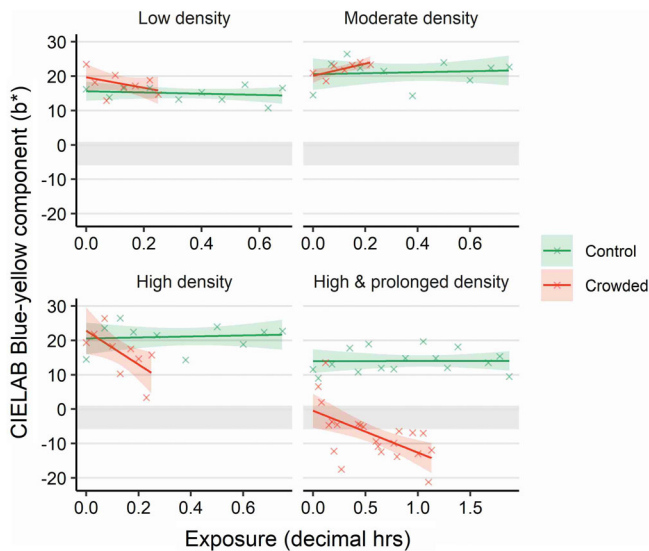 Low density
Moderate density
30
20
10
0
-10
-20
0.0 0.2 0.4 0.6
0.0 0.2 0.4 0.6
High density
High & prolonged density
30
20
10
0
-10
-20
0.0 0.2 0.4 0.6
0.0 0.5 1.0 1.5
CIELAB Blue-yellow component (b*)
Exposure (decimal hrs)
Control
Crowded